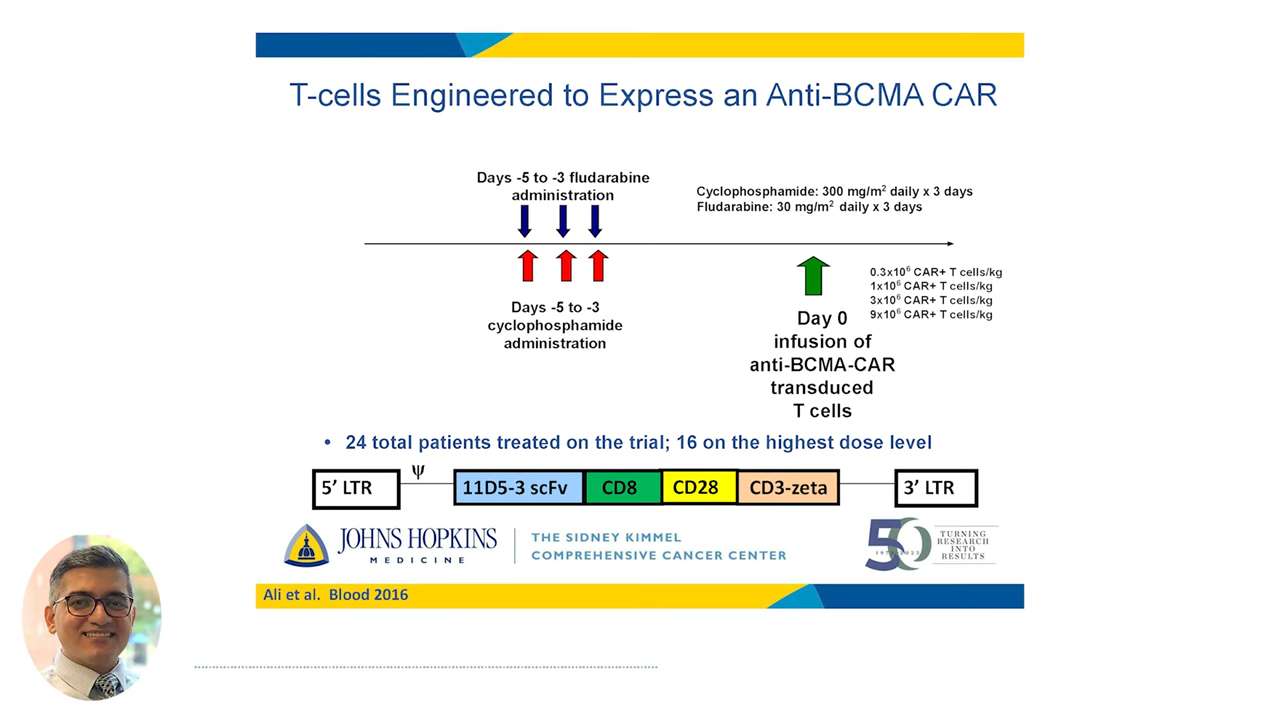 T-cells Engineered to Express an Anti-BCMA CAR
Days -5 to -3 fludarabine
administration
Cyclophosphamide: 300 mg/m² daily x 3 days
Fludarabine: 30 mg/m² daily x 3 days
0.3x10⁶ CAR+ T cells/kg
1x10⁶ CAR+ T cells/kg
3x10⁶ CAR+ T cells/kg
9x10⁶ CAR+ T cells/kg
Days -5 to -3
cyclophosphamide
administration
Day 0
infusion of
anti-BCMA-CAR
transduced
T cells
• 24 total patients treated on the trial; 16 on the highest dose level
5’ LTR
ψ
11D5-3 scFv
CD8
CD28
CD3-zeta
3’ LTR
JOHNS HOPKINS
MEDICINE
THE SIDNEY KIMMEL
COMPREHENSIVE CANCER CENTER
50
TURNING
RESEARCH
INTO
RESULTS
Ali et al. Blood 2016